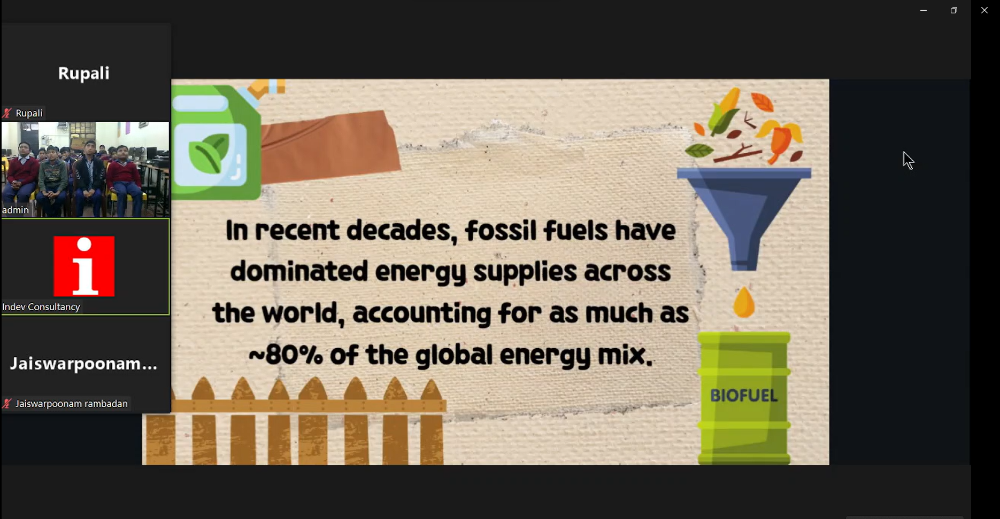 Rupali
Rupali
admin
i
Indev Consultancy
Jaiswarpoonam...
Jaiswarpoonam rambadan
In recent decades, fossil fuels have
dominated energy supplies across
the world, accounting for as much as
~80% of the global energy mix.
BIOFUEL